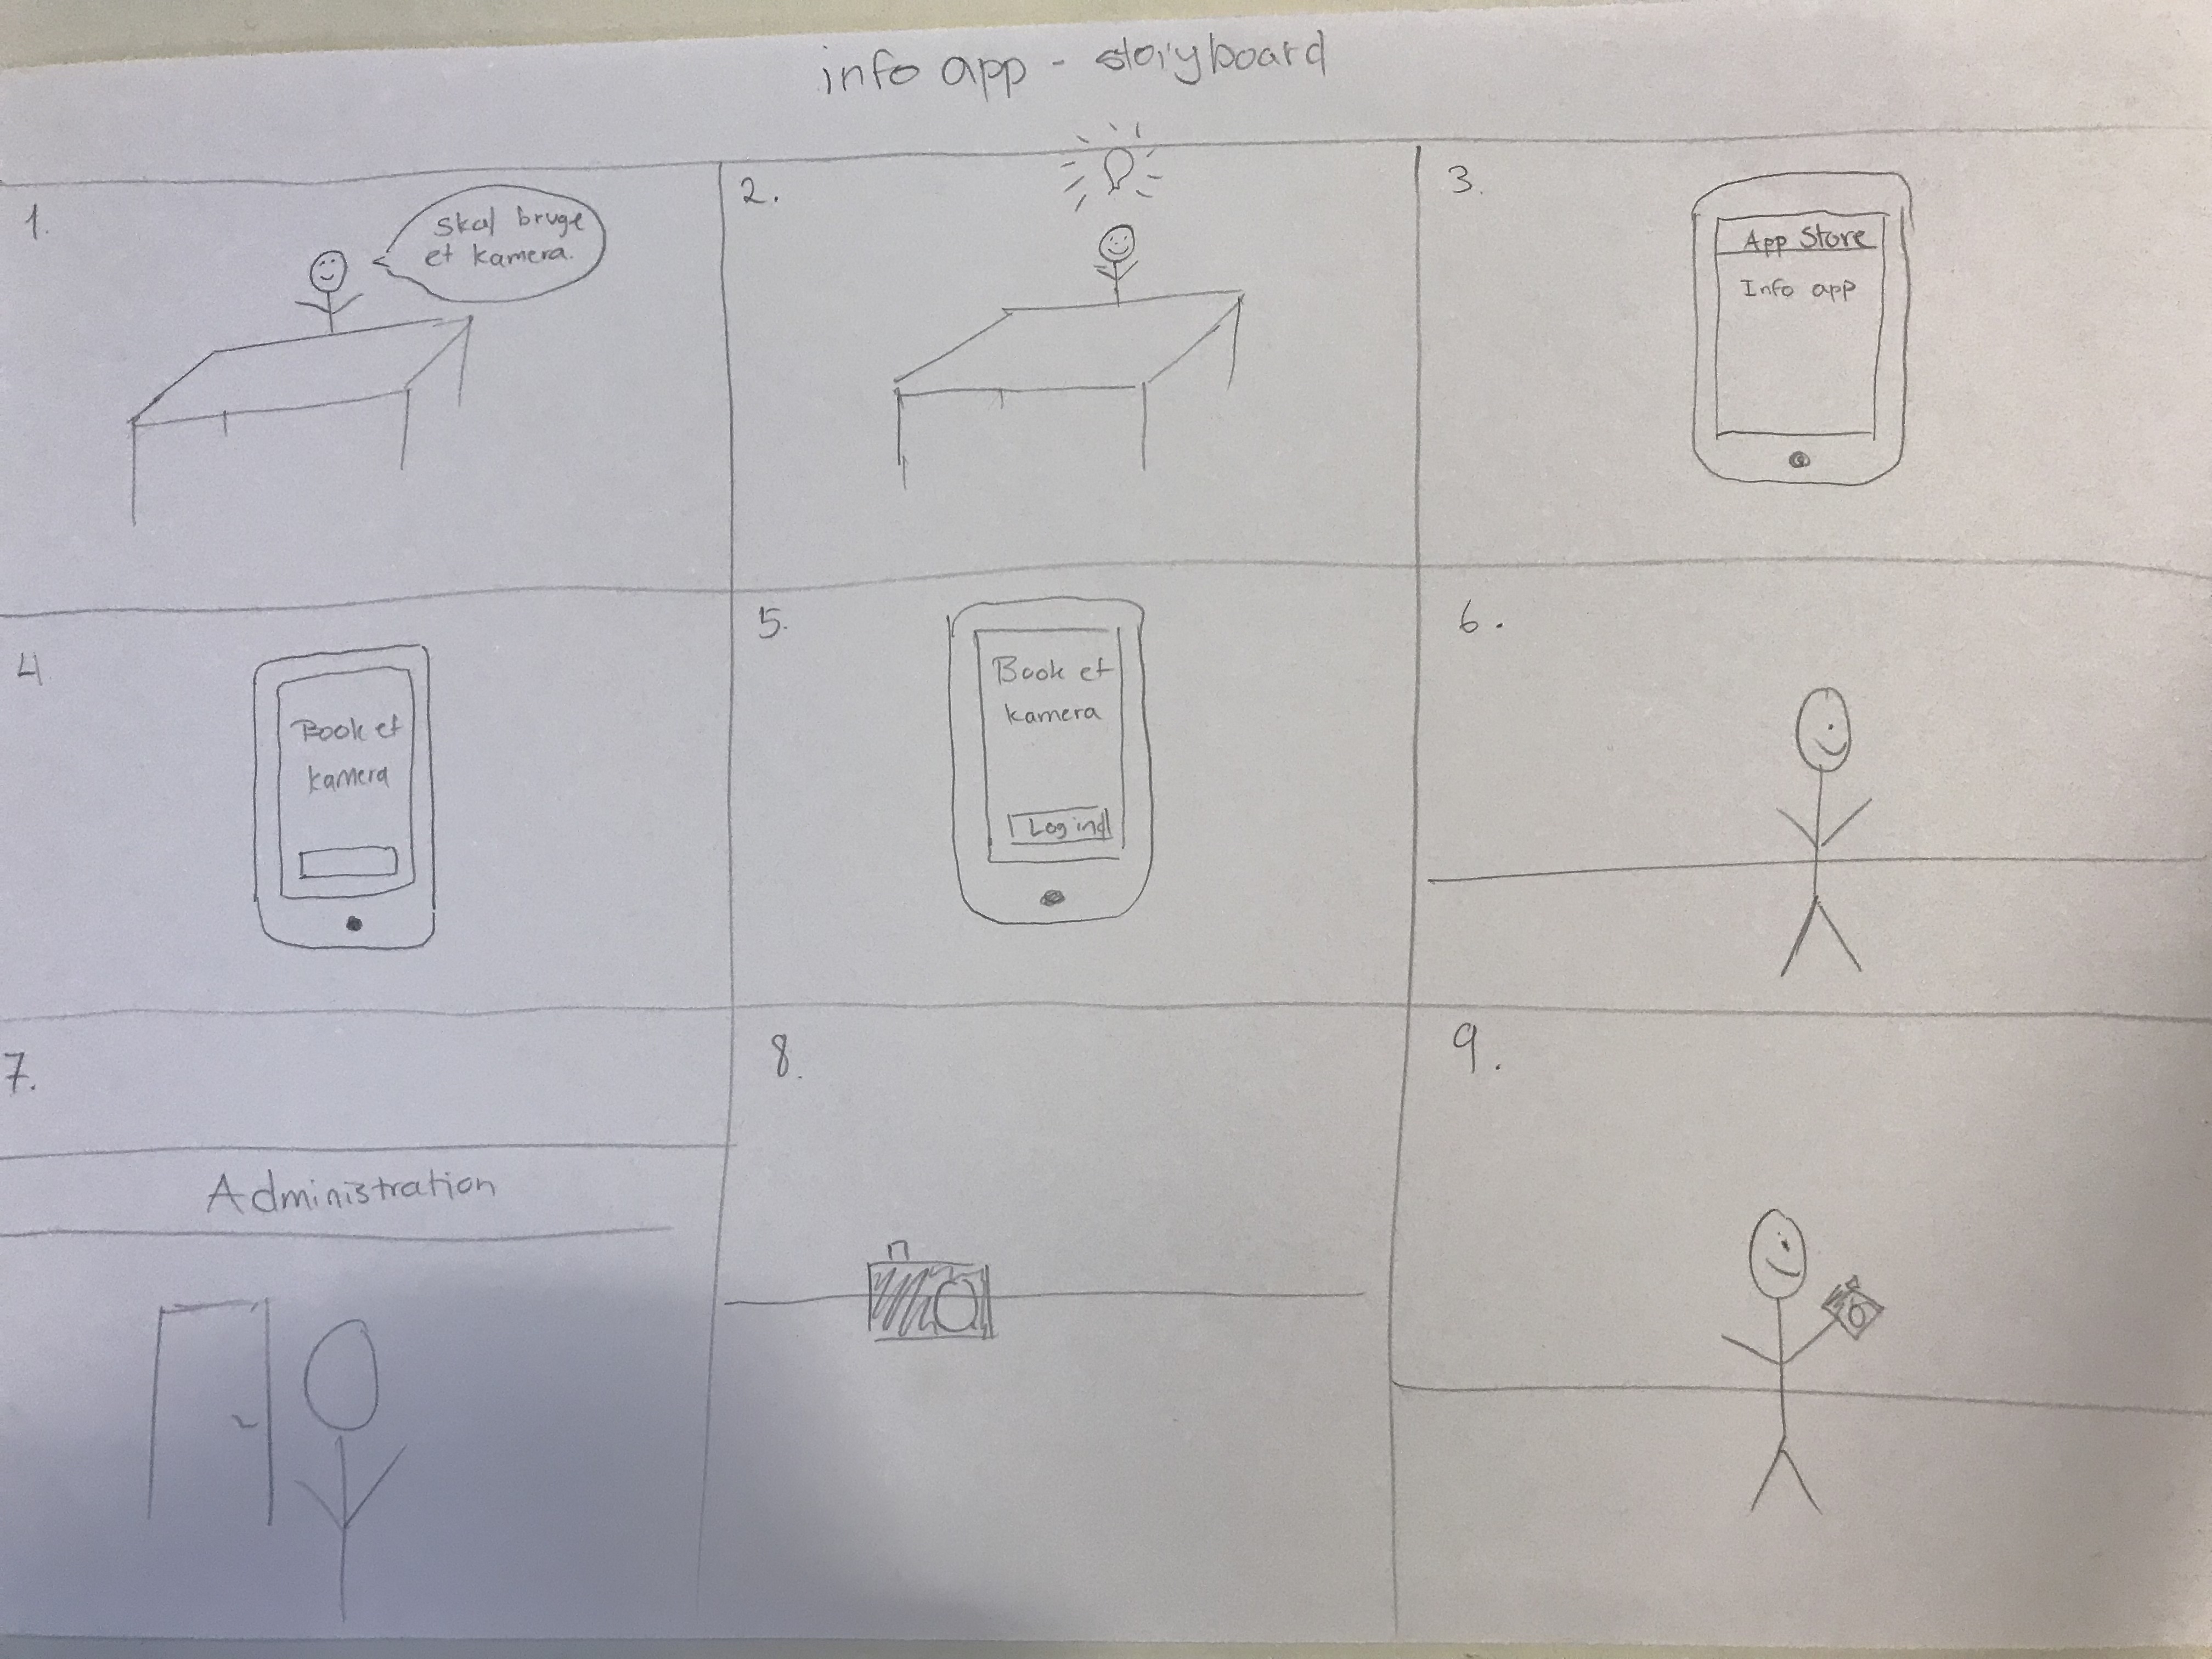 info app - storyboard
1.
skal bruge
et kamera.
2.
3.
App Store
Info app
4
Book et
kamera
5.
Book et
kamera
Log ind
6.
7.
Administration
8.
9.